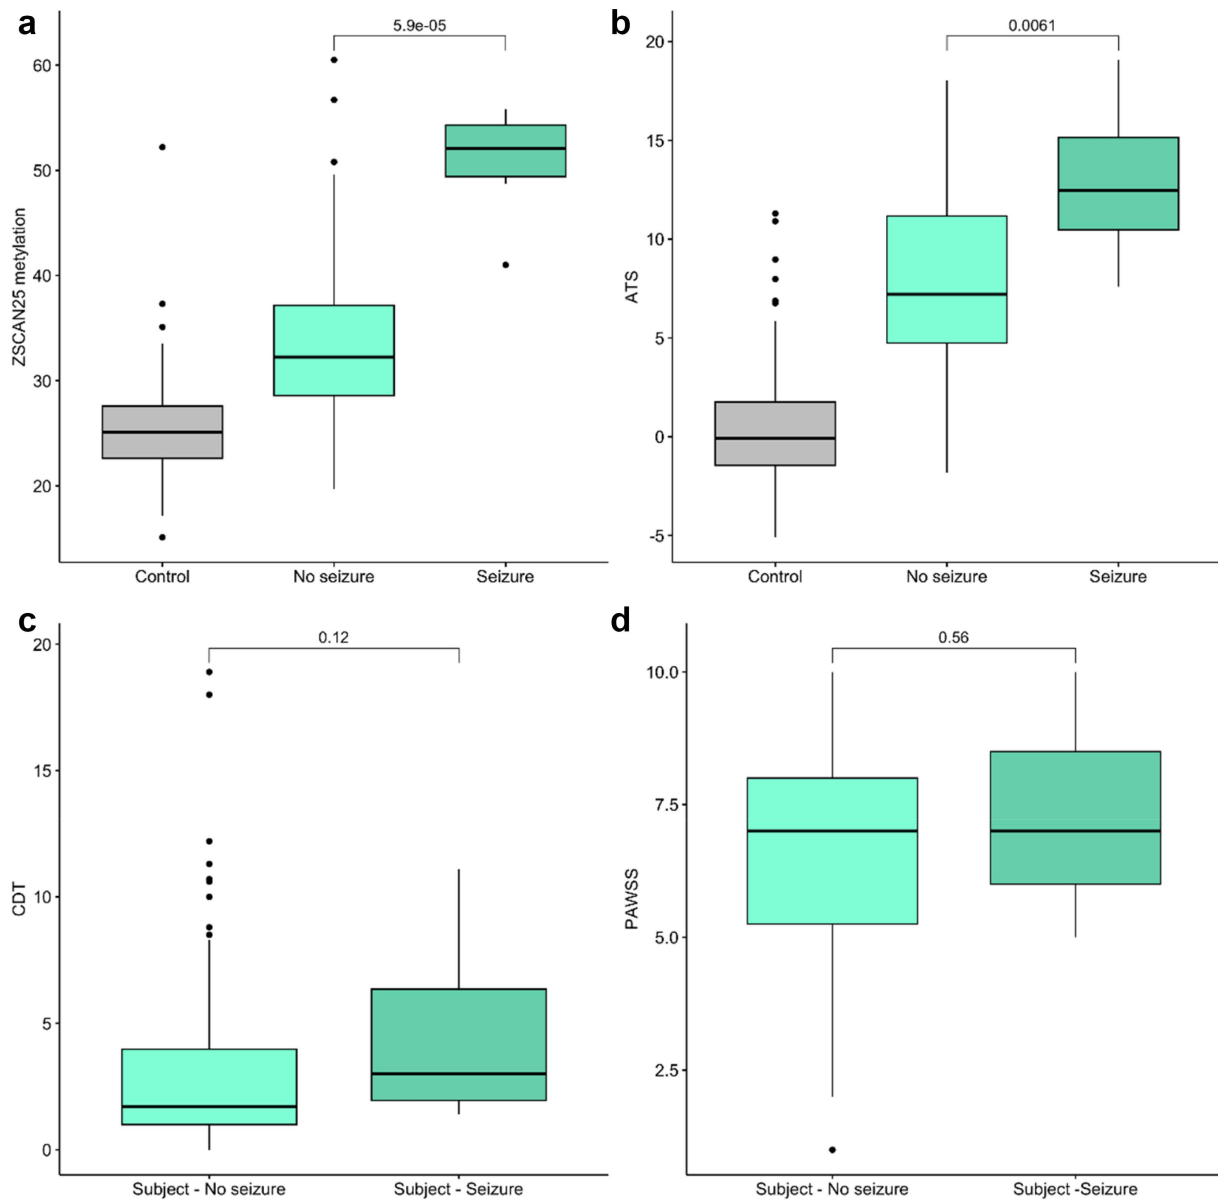 a
5.9e-05
60
50
40
30
20
ZSCAN25 metylation
Control No seizure Seizure
b
0.0061
20
15
10
5
0
-5
ATS
Control No seizure Seizure
c
0.12
20
15
10
5
0
CDT
Subject - No seizure Subject - Seizure
d
0.56
10.0
7.5
5.0
2.5
PAWSS
Subject - No seizure Subject -Seizure